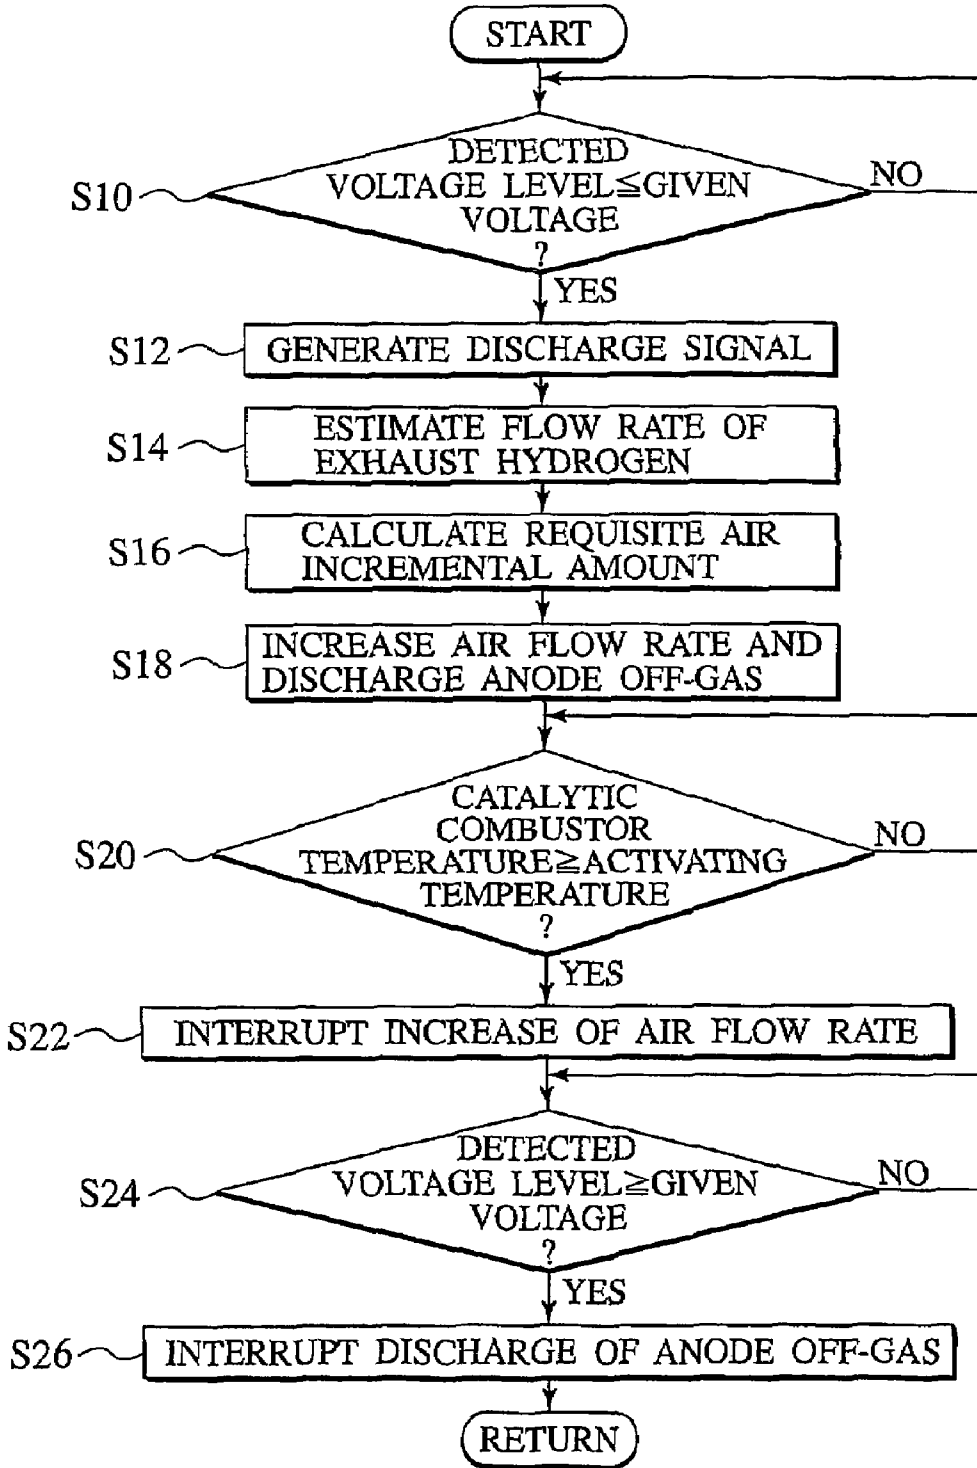 START
DETECTED
VOLTAGE LEVEL≦GIVEN
VOLTAGE
?
S10
NO
YES
S12
GENERATE DISCHARGE SIGNAL
S14
ESTIMATE FLOW RATE OF
EXHAUST HYDROGEN
S16
CALCULATE REQUISITE AIR
INCREMENTAL AMOUNT
S18
INCREASE AIR FLOW RATE AND
DISCHARGE ANODE OFF-GAS
CATALYTIC
COMBUSTOR
TEMPERATURE≧ACTIVATING
TEMPERATURE
?
S20
NO
YES
S22
INTERRUPT INCREASE OF AIR FLOW RATE
DETECTED
VOLTAGE LEVEL≧GIVEN
VOLTAGE
?
S24
NO
YES
S26
INTERRUPT DISCHARGE OF ANODE OFF-GAS
RETURN